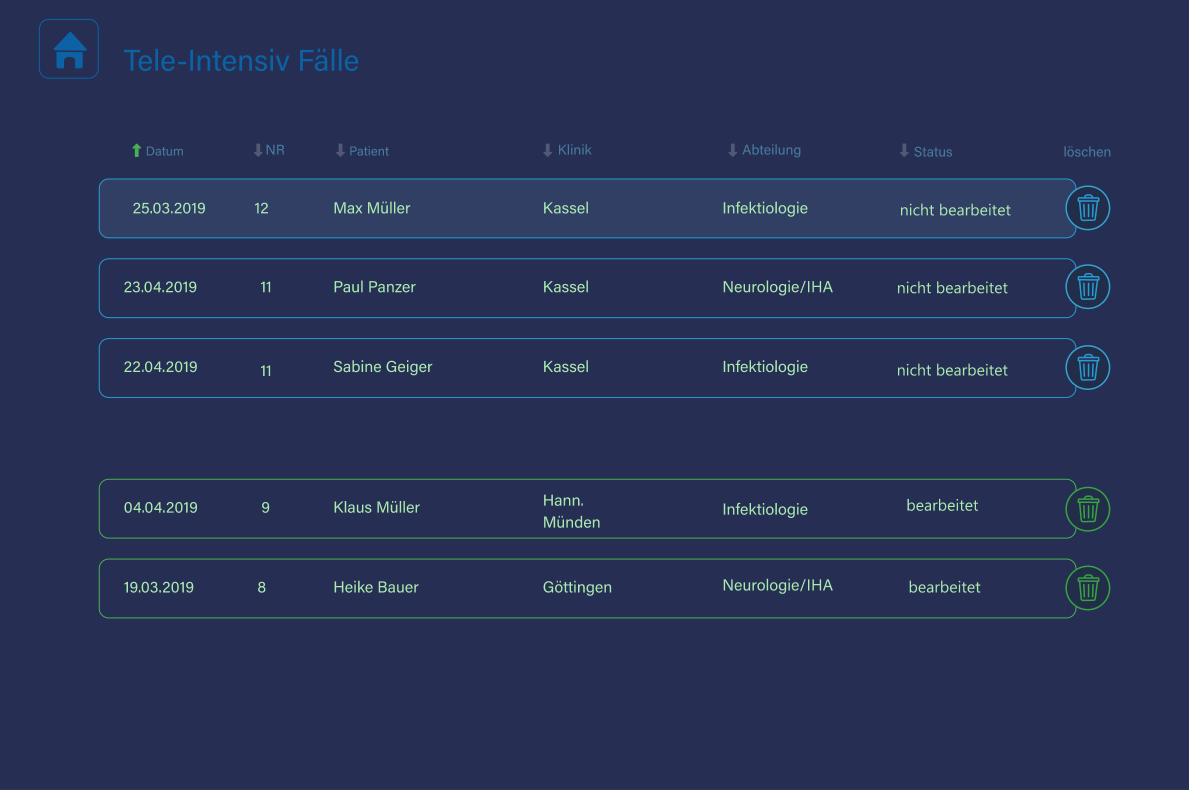 Tele-Intensiv Fälle
Datum NR Patient Klinik Abteilung Status löschen
25.03.2019 12 Max Müller Kassel Infektiologie nicht bearbeitet
23.04.2019 11 Paul Panzer Kassel Neurologie/IHA nicht bearbeitet
22.04.2019 11 Sabine Geiger Kassel Infektiologie nicht bearbeitet
04.04.2019 9 Klaus Müller Hann. Infektiologie bearbeitet
Münden
19.03.2019 8 Heike Bauer Göttingen Neurologie/IHA bearbeitet